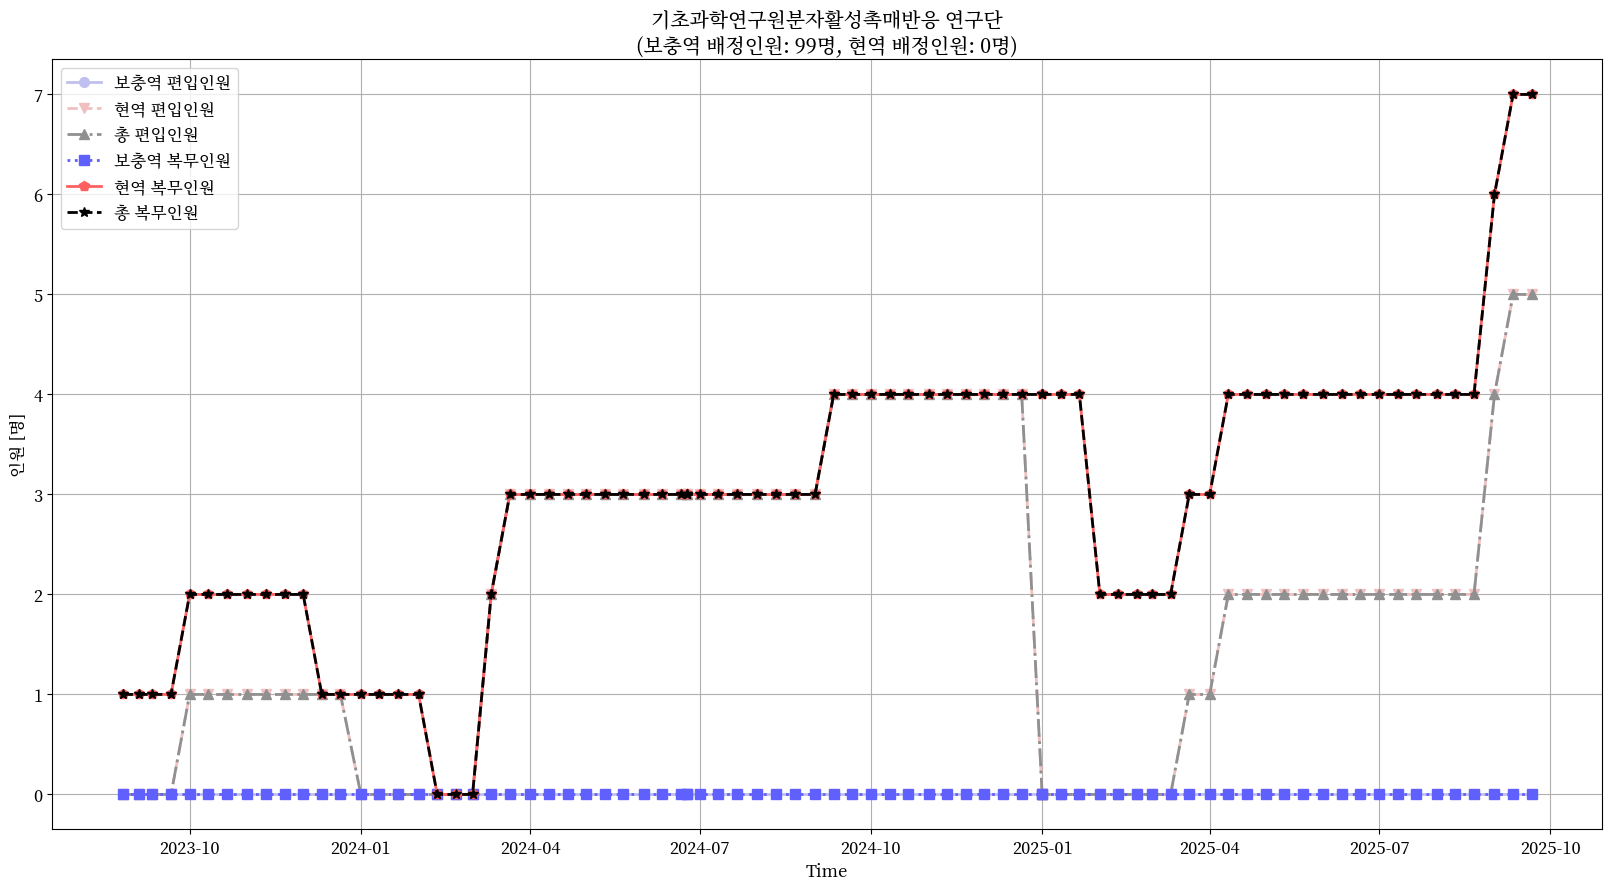 기초과학연구원분자활성촉매반응 연구단
(보충역 배정인원: 99명, 현역 배정인원: 0명)
보충역 편입인원
현역 편입인원
총 편입인원
보충역 복무인원
현역 복무인원
총 복무인원
인원 [명]
7
6
5
4
3
2
1
0
2023-10
2024-01
2024-04
2024-07
2024-10
2025-01
2025-04
2025-07
2025-10
Time